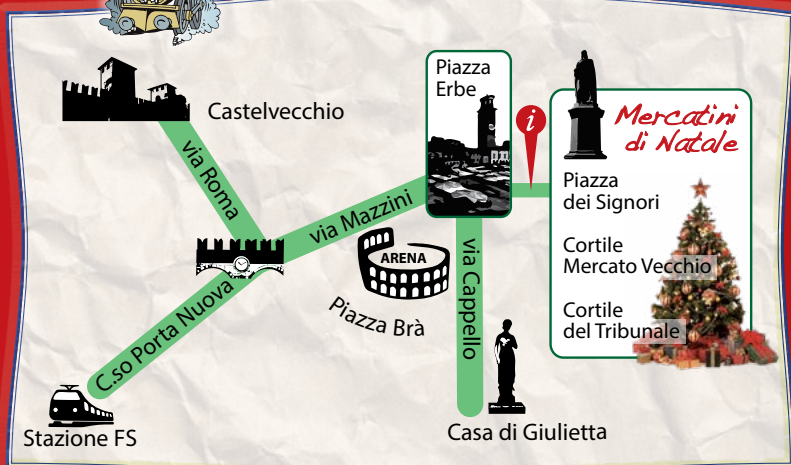 Piazza
Erbe
i
Mercatini
di Natale
Castelvecchio
via Roma
via Mazzini
Piazza
dei Signori
ARENA
Piazza Brà
via Cappello
Cortile
Mercato Vecchio
C.so Porta Nuova
Cortile
del Tribunale
Stazione FS
Casa di Giulietta